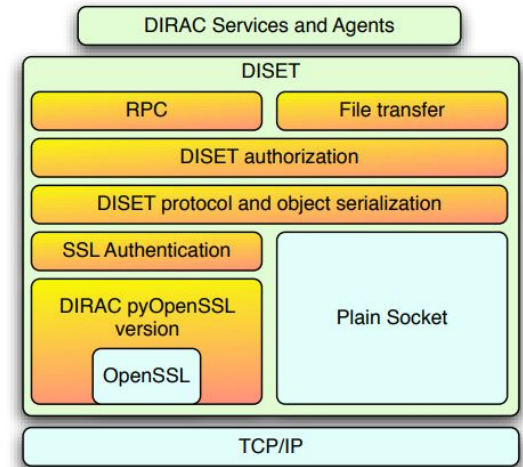 DIRAC Services and Agents
DISET
RPC
File transfer
DISET authorization
DISET protocol and object serialization
SSL Authentication
DIRAC pyOpenSSL
version
Plain Socket
OpenSSL
TCP/IP